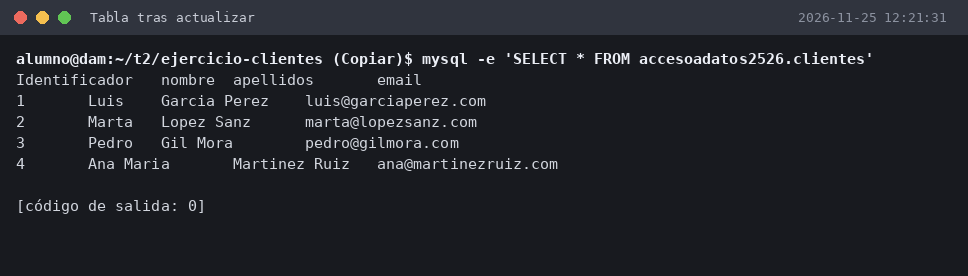 Tabla tras actualizar 2026-11-25 12:21:31
alumno@dam:~/t2/ejercicio-clientes (Copiar)$ mysql -e 'SELECT * FROM accesoadatos2526.clientes'
Identificador nombre apellidos email
1 Luis Garcia Perez luis@garciaperez.com
2 Marta Lopez Sanz marta@lopezsanz.com
3 Pedro Gil Mora pedro@gilmora.com
4 Ana Maria Martinez Ruiz ana@martinezruiz.com
[código de salida: 0]